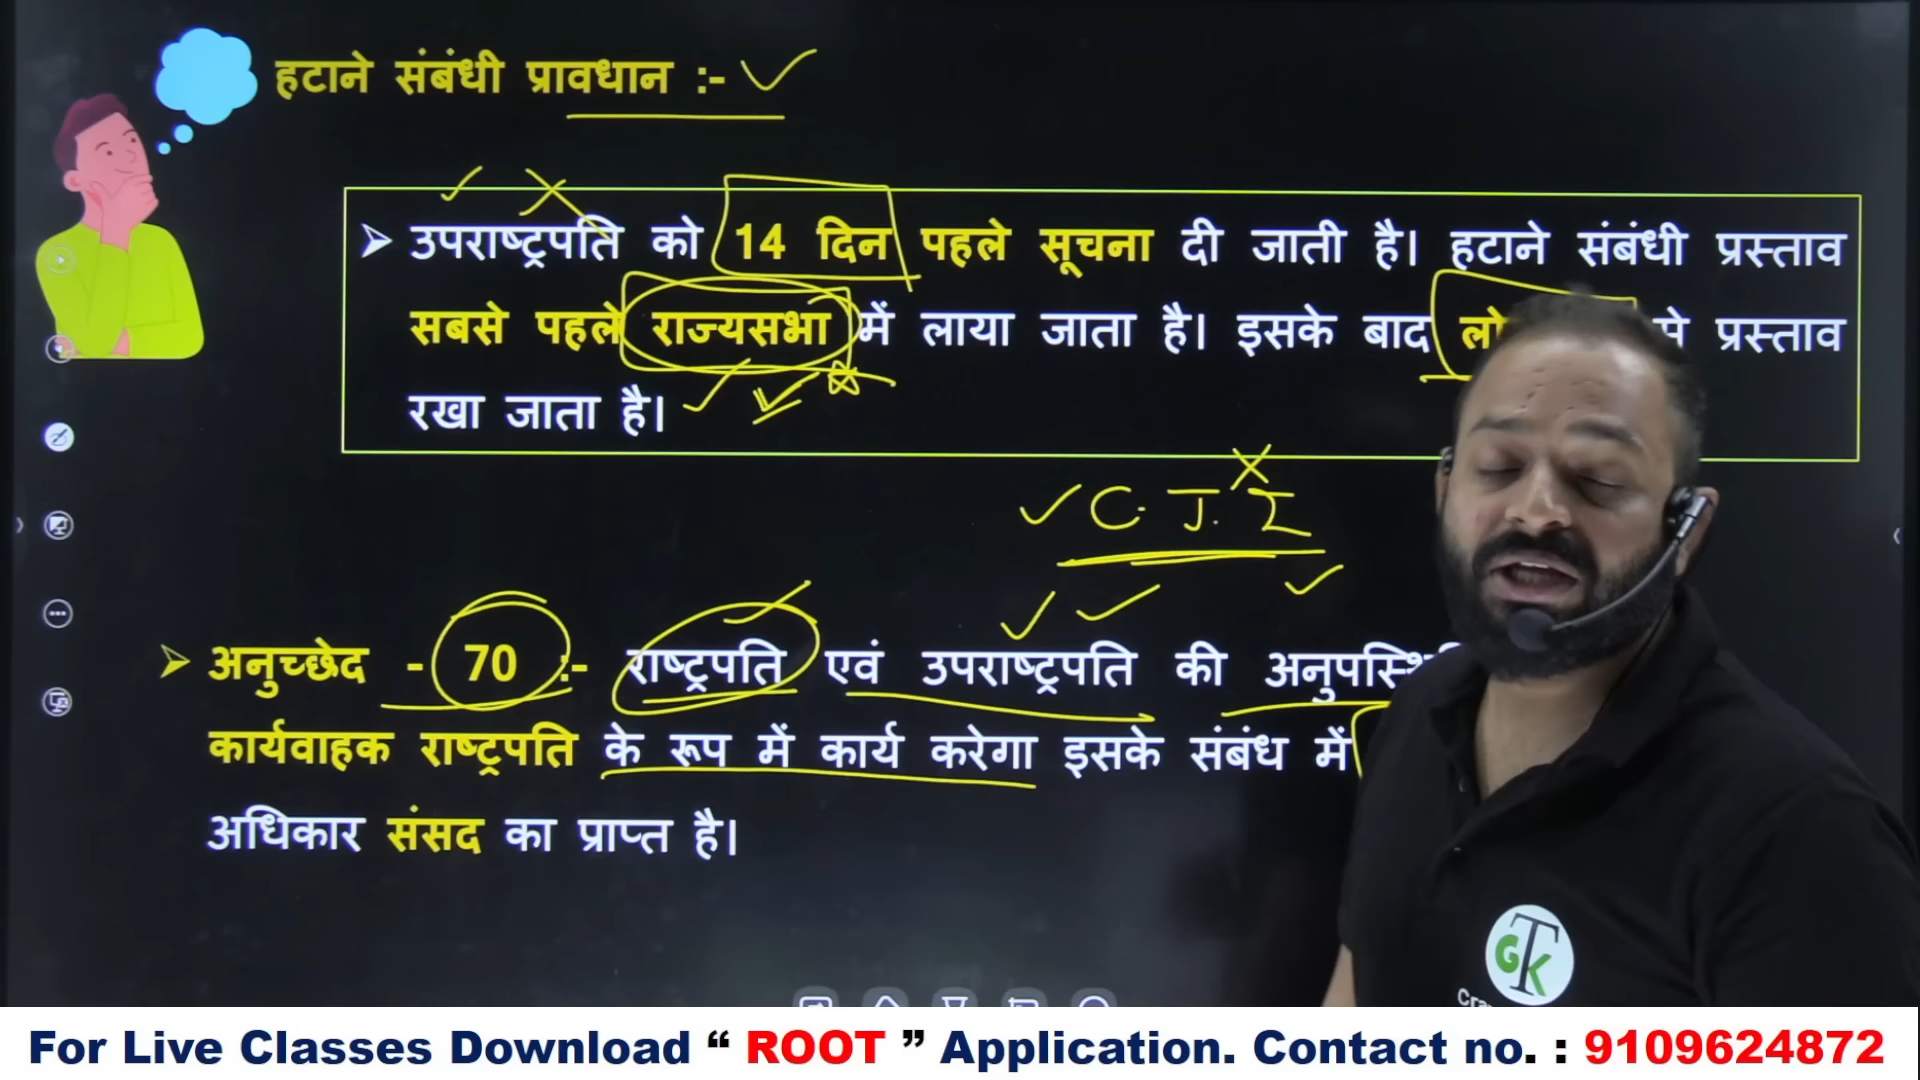 हटाने संबंधी प्रावधान :-
उपराष्ट्रपति को 14 दिन पहले सूचना दी जाती है। हटाने संबंधी प्रस्ताव
सबसे पहले राज्यसभा में लाया जाता है। इसके बाद प्रस्ताव
रखा जाता है।
C. J. I
अनुच्छेद - 70 :- राष्ट्रपति एवं उपराष्ट्रपति की
कार्यवाहक राष्ट्रपति के रूप में कार्य करेगा इसके संबंध में
अधिकार संसद का प्राप्त है।
GTK
For Live Classes Download “ ROOT ” Application. Contact no. : 9109624872